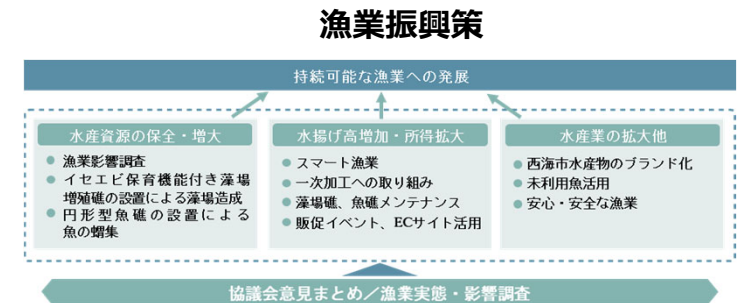 漁業振興策
持続可能な漁業への発展
水産資源の保全・増大
漁業影響調査
イセエビ保育機能付き藻場
増殖礁の設置による藻場造成
円形型魚礁の設置による
魚の蝟集
水揚げ高増加・所得拡大
スマート漁業
一次加工への取り組み
藻場礁、魚礁メンテナンス
販促イベント、ECサイト活用
水産業の拡大他
西海市水産物のブランド化
未利用魚活用
安心・安全な漁業
協議会意見まとめ／漁業実態・影響調査